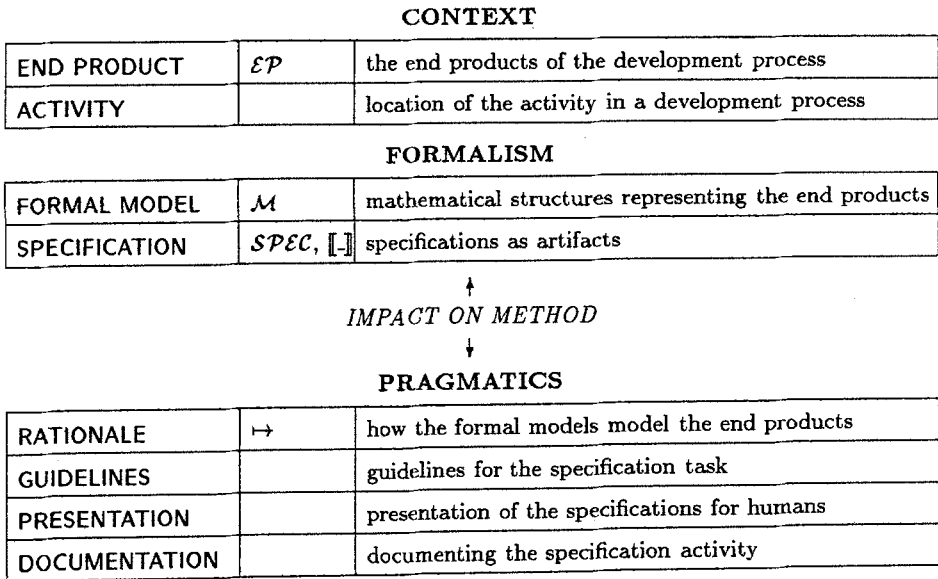 CONTEXT
END PRODUCT ℰ𝒫 the end products of the development process
ACTIVITY location of the activity in a development process
FORMALISM
FORMAL MODEL ℳ mathematical structures representing the end products
SPECIFICATION 𝒮𝒫ℰ𝒞, ⟦_⟧ specifications as artifacts
IMPACT ON METHOD
PRAGMATICS
RATIONALE ↦ how the formal models model the end products
GUIDELINES guidelines for the specification task
PRESENTATION presentation of the specifications for humans
DOCUMENTATION documenting the specification activity